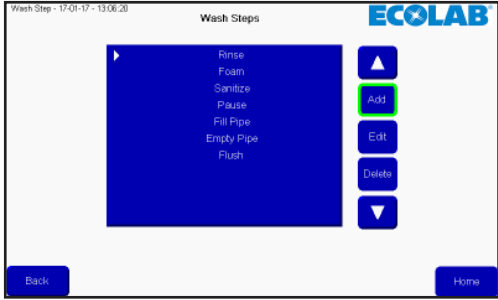 Wash Step - 17-01-17 - 13:06:20
Wash Steps
ECOLAB®
Rinse
Foam
Sanitize
Pause
Fill Pipe
Empty Pipe
Flush
Add
Edit
Delete
Back
Home